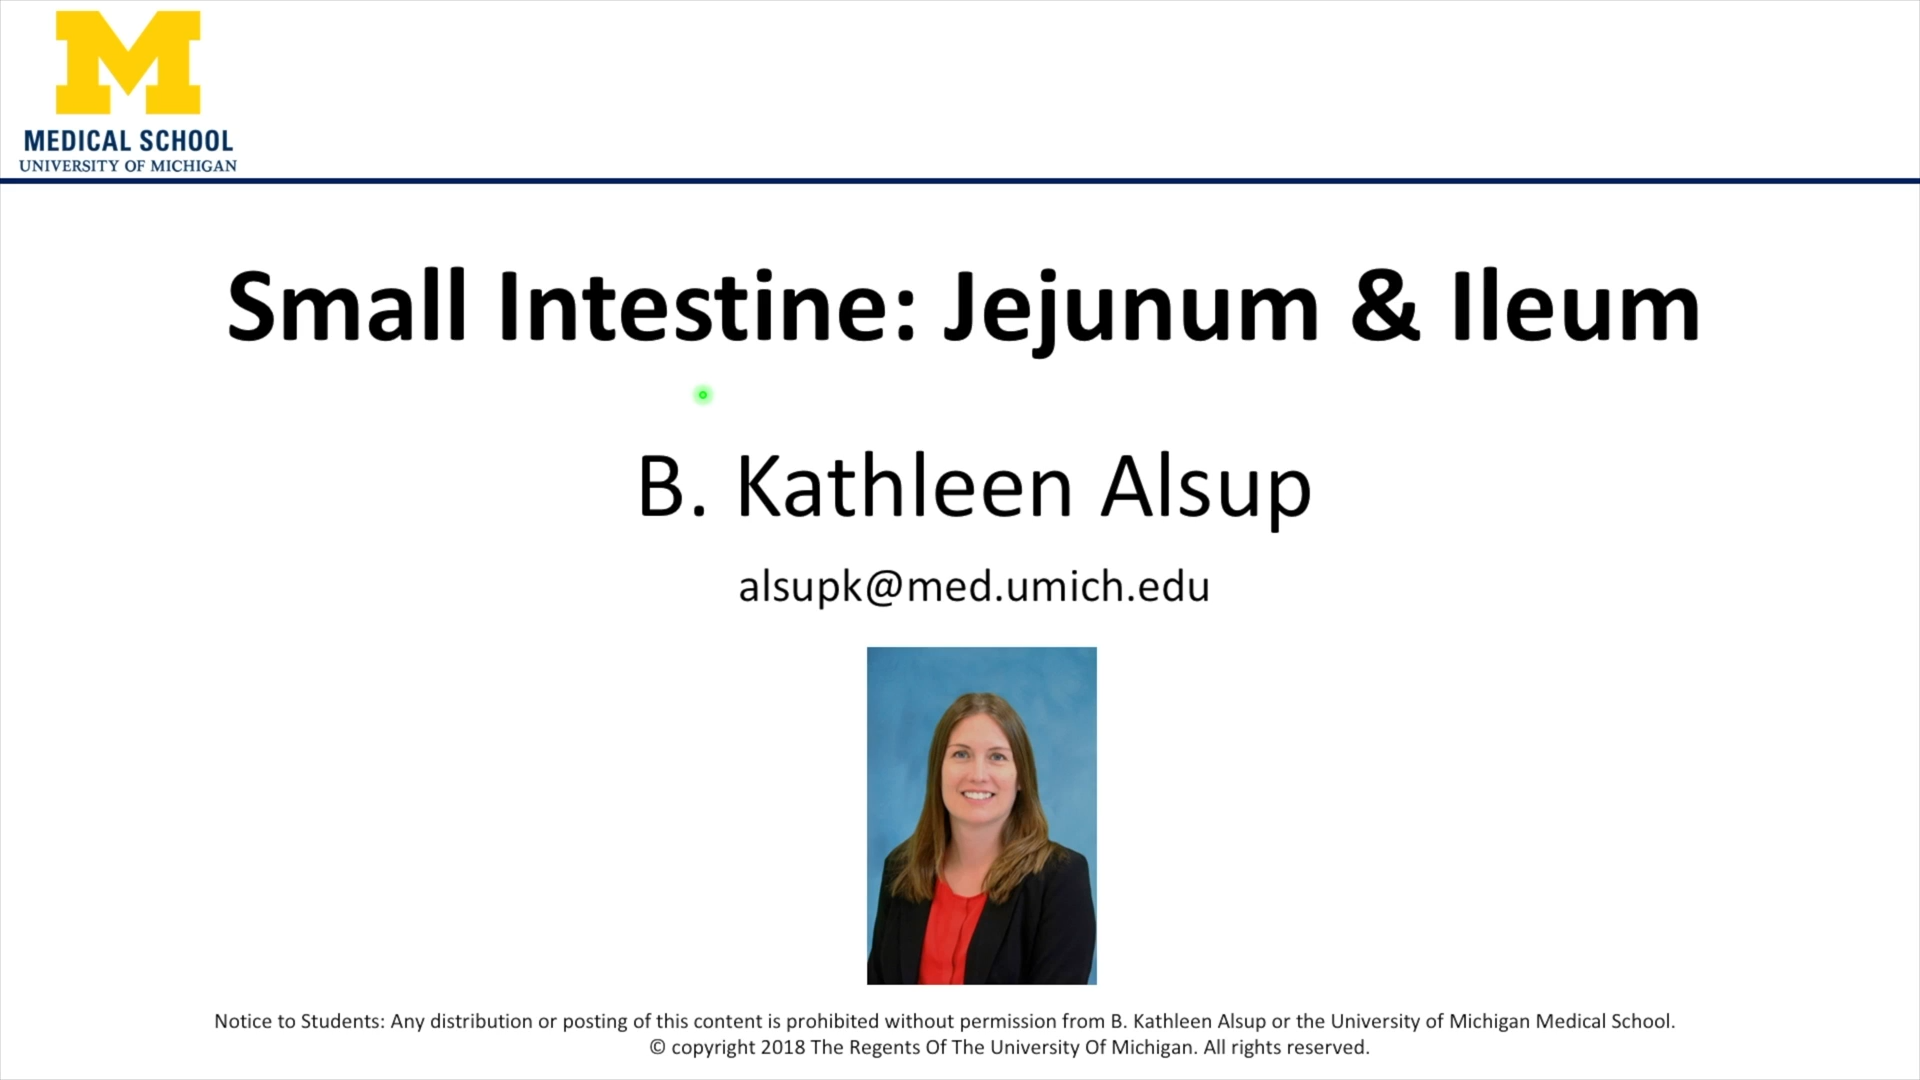 MEDICAL SCHOOL
UNIVERSITY OF MICHIGAN
Small Intestine: Jejunum & Ileum
B. Kathleen Alsup
alsupk@med.umich.edu
Notice to Students: Any distribution or posting of this content is prohibited without permission from B. Kathleen Alsup or the University of Michigan Medical School.
© copyright 2018 The Regents Of The University Of Michigan. All rights reserved.